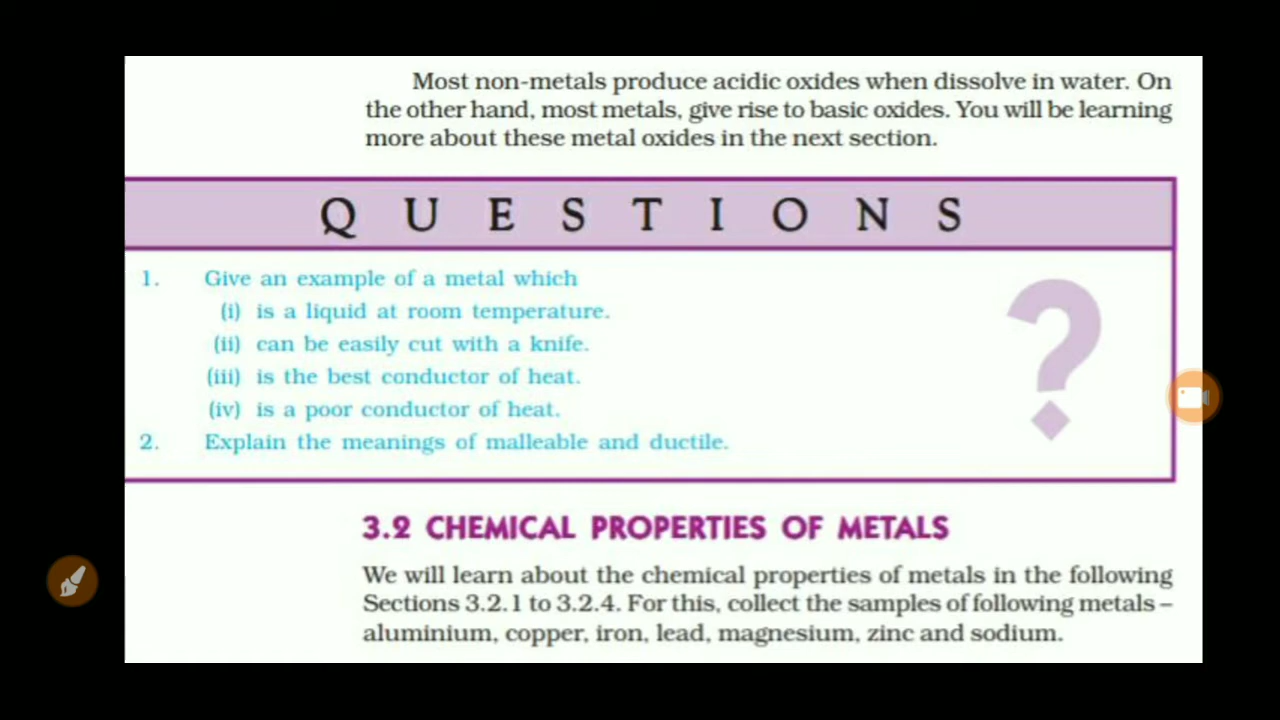 Most non-metals produce acidic oxides when dissolve in water. On
the other hand, most metals, give rise to basic oxides. You will be learning
more about these metal oxides in the next section.
QUESTIONS
1. Give an example of a metal which
(i) is a liquid at room temperature.
(ii) can be easily cut with a knife.
(iii) is the best conductor of heat.
(iv) is a poor conductor of heat.
2. Explain the meanings of malleable and ductile.
?
3.2 CHEMICAL PROPERTIES OF METALS
We will learn about the chemical properties of metals in the following
Sections 3.2.1 to 3.2.4. For this, collect the samples of following metals –
aluminium, copper, iron, lead, magnesium, zinc and sodium.